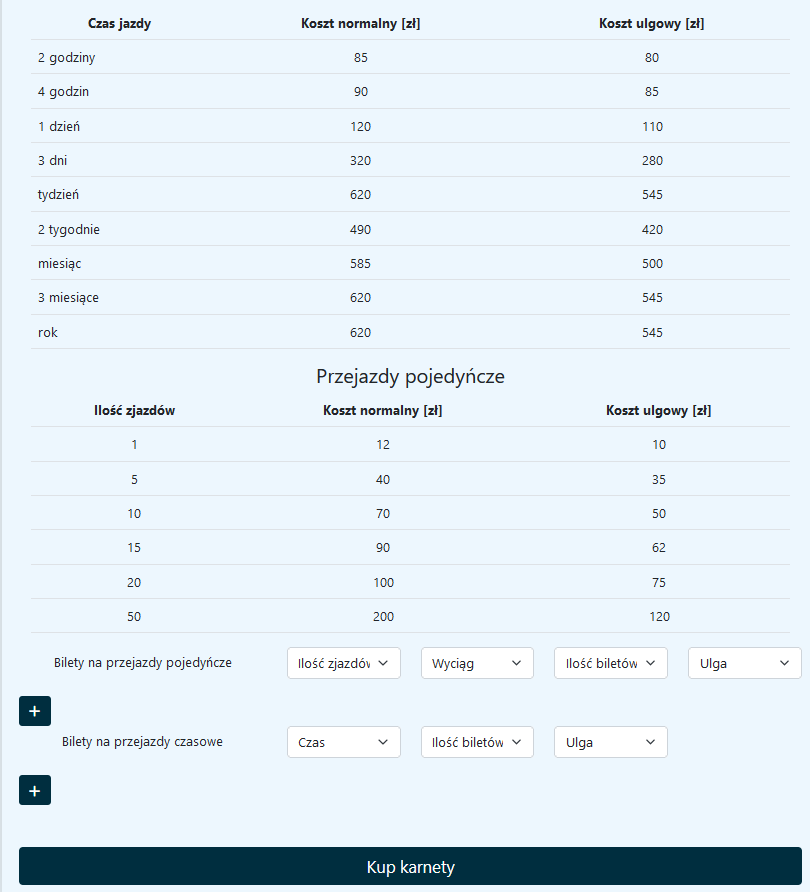 Czas jazdy Koszt normalny [zł] Koszt ulgowy [zł]
2 godziny 85 80
4 godzin 90 85
1 dzień 120 110
3 dni 320 280
tydzień 620 545
2 tygodnie 490 420
miesiąc 585 500
3 miesiące 620 545
rok 620 545
Przejazdy pojedyńcze
Ilość zjazdów Koszt normalny [zł] Koszt ulgowy [zł]
1 12 10
5 40 35
10 70 50
15 90 62
20 100 75
50 200 120
Bilety na przejazdy pojedyńcze Ilość zjazdów Wyciąg Ilość biletów Ulga
+
Bilety na przejazdy czasowe Czas Ilość biletów Ulga
+
Kup karnety